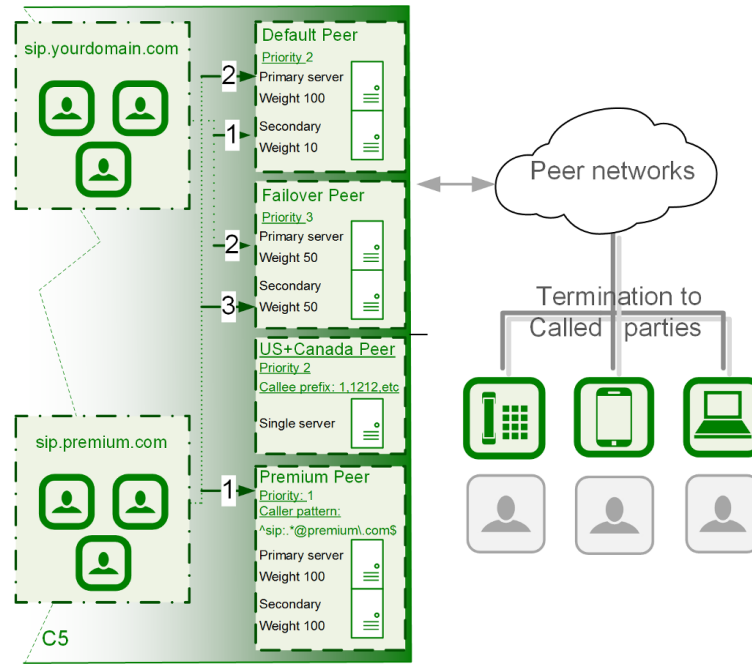 sip.yourdomain.com
2
1
Default Peer
Priority 2
Primary server
Weight 100
Secondary
Weight 10
Failover Peer
Priority 3
2
Primary server
Weight 50
3
Secondary
Weight 50
US+Canada Peer
Priority 2
Callee prefix: 1,1212,etc
Single server
sip.premium.com
1
Premium Peer
Priority: 1
Caller pattern:
^sip:.*@premium\.com$
Primary server
Weight 100
Secondary
Weight 100
C5
Peer networks
Termination to
Called parties